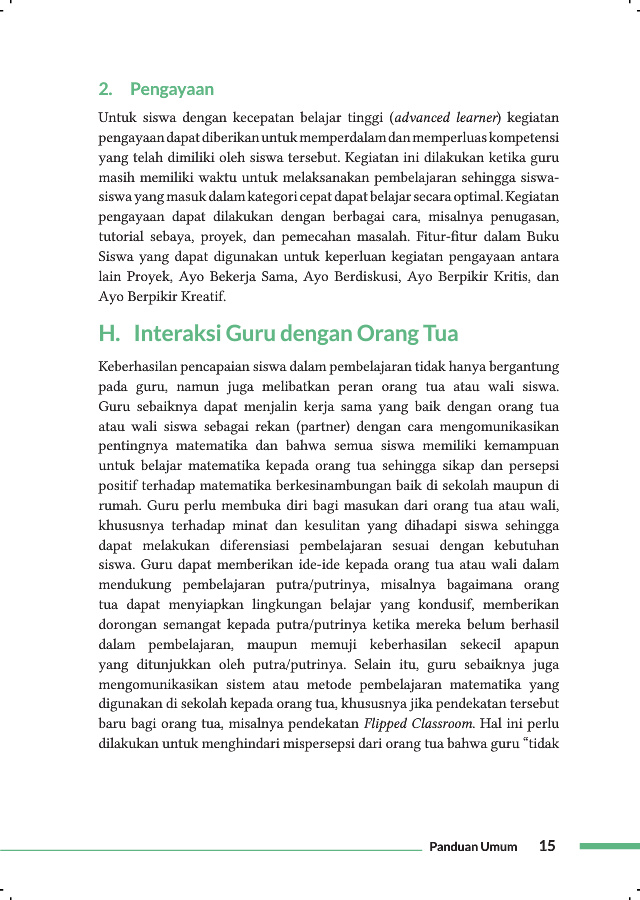 2. Pengayaan
Untuk siswa dengan kecepatan belajar tinggi (advanced learner) kegiatan
pengayaan dapat diberikan untuk memperdalam dan memperluas kompetensi
yang telah dimiliki oleh siswa tersebut. Kegiatan ini dilakukan ketika guru
masih memiliki waktu untuk melaksanakan pembelajaran sehingga siswa-
siswa yang masuk dalam kategori cepat dapat belajar secara optimal. Kegiatan
pengayaan dapat dilakukan dengan berbagai cara, misalnya penugasan,
tutorial sebaya, proyek, dan pemecahan masalah. Fitur-fitur dalam Buku
Siswa yang dapat digunakan untuk keperluan kegiatan pengayaan antara
lain Proyek, Ayo Bekerja Sama, Ayo Berdiskusi, Ayo Berpikir Kritis, dan
Ayo Berpikir Kreatif.
H. Interaksi Guru dengan Orang Tua
Keberhasilan pencapaian siswa dalam pembelajaran tidak hanya bergantung
pada guru, namun juga melibatkan peran orang tua atau wali siswa.
Guru sebaiknya dapat menjalin kerja sama yang baik dengan orang tua
atau wali siswa sebagai rekan (partner) dengan cara mengomunikasikan
pentingnya matematika dan bahwa semua siswa memiliki kemampuan
untuk belajar matematika kepada orang tua sehingga sikap dan persepsi
positif terhadap matematika berkesinambungan baik di sekolah maupun di
rumah. Guru perlu membuka diri bagi masukan dari orang tua atau wali,
khususnya terhadap minat dan kesulitan yang dihadapi siswa sehingga
dapat melakukan diferensiasi pembelajaran sesuai dengan kebutuhan
siswa. Guru dapat memberikan ide-ide kepada orang tua atau wali dalam
mendukung pembelajaran putra/putrinya, misalnya bagaimana orang
tua dapat menyiapkan lingkungan belajar yang kondusif, memberikan
dorongan semangat kepada putra/putrinya ketika mereka belum berhasil
dalam pembelajaran, maupun memuji keberhasilan sekecil apapun
yang ditunjukkan oleh putra/putrinya. Selain itu, guru sebaiknya juga
mengomunikasikan sistem atau metode pembelajaran matematika yang
digunakan di sekolah kepada orang tua, khususnya jika pendekatan tersebut
baru bagi orang tua, misalnya pendekatan Flipped Classroom. Hal ini perlu
dilakukan untuk menghindari mispersepsi dari orang tua bahwa guru “tidak
Panduan Umum 15